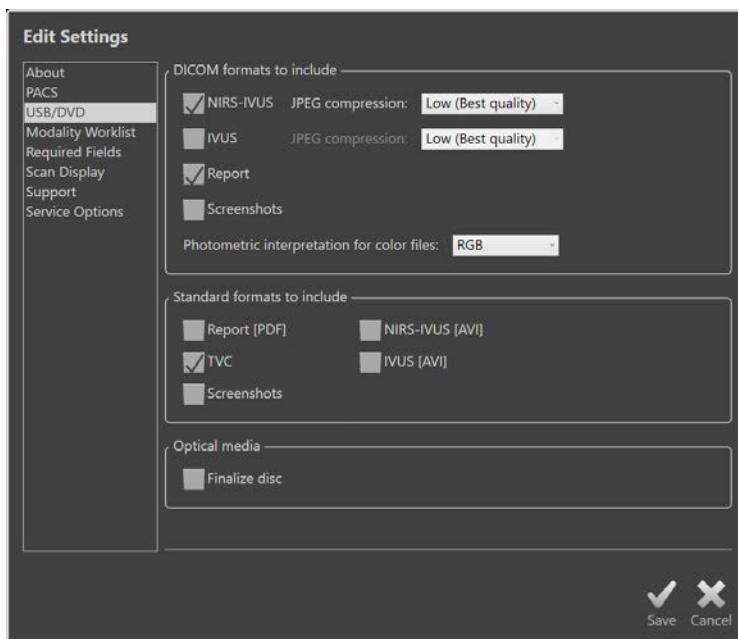 Edit Settings
About
PACS
USB/DVD
Modality Worklist
Required Fields
Scan Display
Support
Service Options
DICOM formats to include
NIRS-IVUS JPEG compression: Low (Best quality)
IVUS JPEG compression: Low (Best quality)
Report
Screenshots
Photometric interpretation for color files: RGB
Standard formats to include
Report [PDF] NIRS-IVUS [AVI]
TVC IVUS [AVI]
Screenshots
Optical media
Finalize disc
Save Cancel